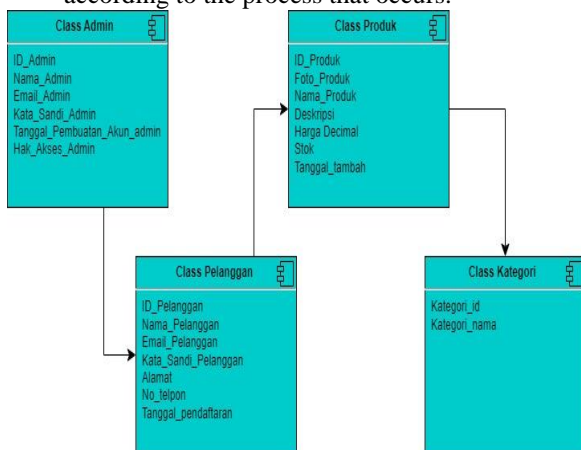 according to the process that occurs.
Class Admin
ID_Admin
Nama_Admin
Email_Admin
Kata_Sandi_Admin
Tanggal_Pembuatan_Akun_admin
Hak_Akses_Admin
Class Produk
ID_Produk
Foto_Produk
Nama_Produk
Deskripsi
Harga Decimal
Stok
Tanggal_tambah
Class Pelanggan
ID_Pelanggan
Nama_Pelanggan
Email_Pelanggan
Kata_Sandi_Pelanggan
Alamat
No_telpon
Tanggal_pendaftaran
Class Kategori
Kategori_id
Kategori_nama